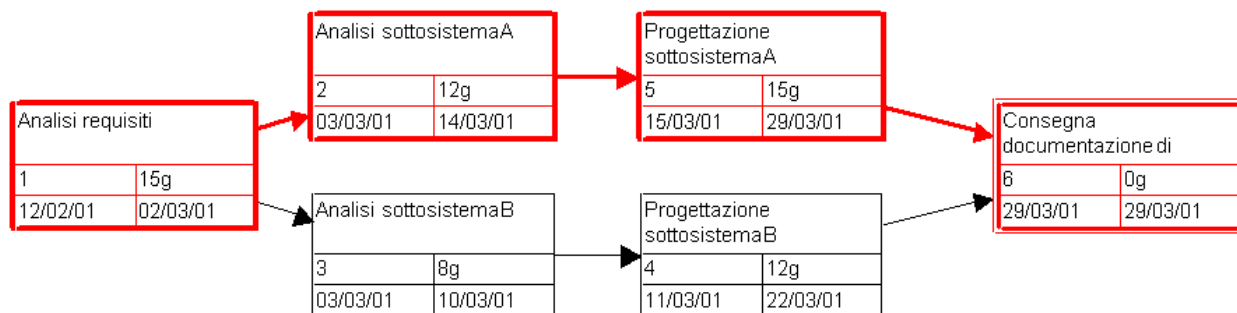 Analisi sottosistemaA
2 12g
03/03/01 14/03/01
Progettazione
sottosistemaA
5 15g
15/03/01 29/03/01
Analisi requisiti
1 15g
12/02/01 02/03/01
Consegna
documentazione di
6 0g
29/03/01 29/03/01
Analisi sottosistemaB
3 8g
03/03/01 10/03/01
Progettazione
sottosistemaB
4 12g
11/03/01 22/03/01